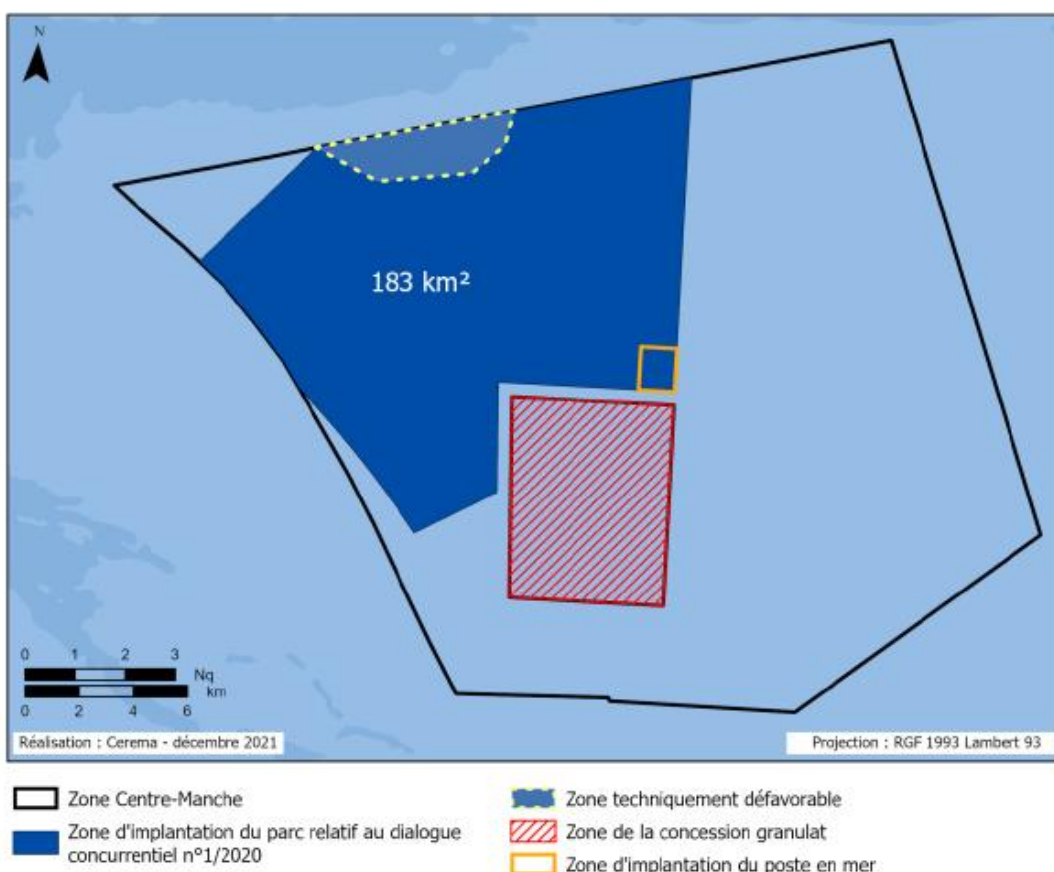 N
183 km²
0 1 2 3
Nq
km
0 2 4 6
Réalisation : Cerema - décembre 2021
Projection : RGF 1993 Lambert 93
Zone Centre-Manche
Zone d'implantation du parc relatif au dialogue
concurrentiel n°1/2020
Zone techniquement défavorable
Zone de la concession granulat
Zone d'implantation du poste en mer